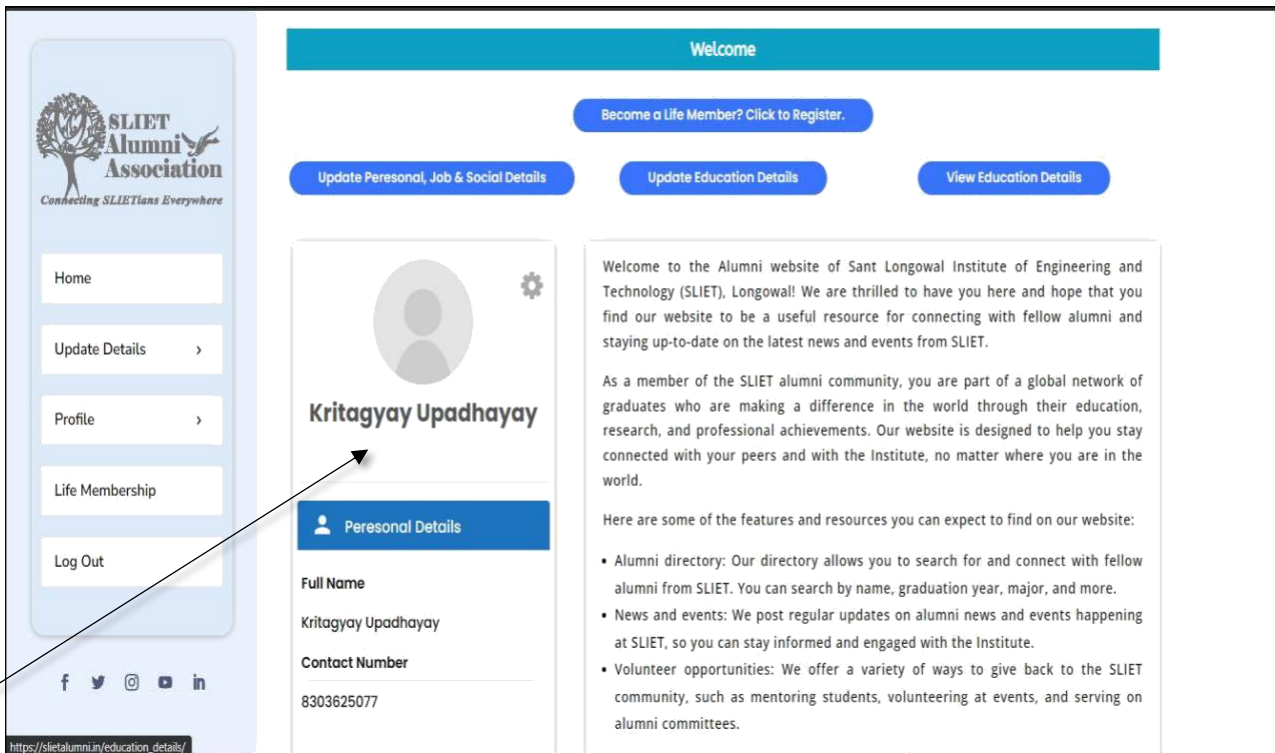 Welcome
Become a Life Member? Click to Register.
Update Peresonal, Job & Social Details
Update Education Details
View Education Details
SLIET
Alumni
Association
Connecting SLIETians Everywhere
Home
Update Details
Profile
Life Membership
Log Out
Kritagyay Upadhayay
Peresonal Details
Full Name
Kritagyay Upadhayay
Contact Number
8303625077
Welcome to the Alumni website of Sant Longowal Institute of Engineering and
Technology (SLIET), Longowal! We are thrilled to have you here and hope that you
find our website to be a useful resource for connecting with fellow alumni and
staying up-to-date on the latest news and events from SLIET.
As a member of the SLIET alumni community, you are part of a global network of
graduates who are making a difference in the world through their education,
research, and professional achievements. Our website is designed to help you stay
connected with your peers and with the Institute, no matter where you are in the
world.
Here are some of the features and resources you can expect to find on our website:
• Alumni directory: Our directory allows you to search for and connect with fellow
alumni from SLIET. You can search by name, graduation year, major, and more.
• News and events: We post regular updates on alumni news and events happening
at SLIET, so you can stay informed and engaged with the Institute.
• Volunteer opportunities: We offer a variety of ways to give back to the SLIET
community, such as mentoring students, volunteering at events, and serving on
alumni committees.
https://slietalumni.in/education_details/